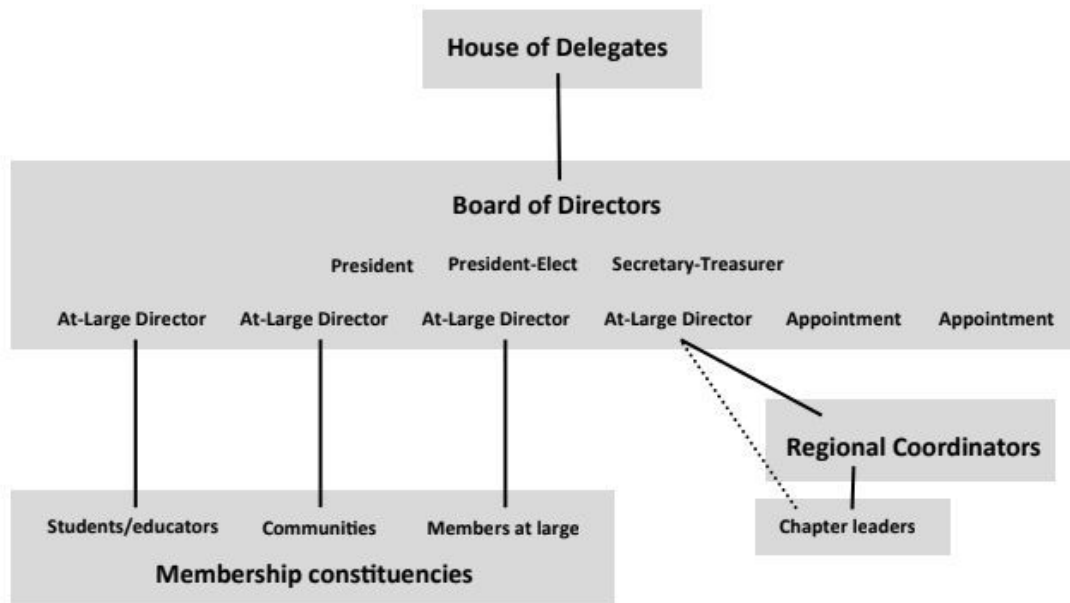 House of Delegates
Board of Directors
President President-Elect Secretary-Treasurer
At-Large Director At-Large Director At-Large Director At-Large Director Appointment Appointment
Regional Coordinators
Students/educators Communities Members at large Chapter leaders
Membership constituencies